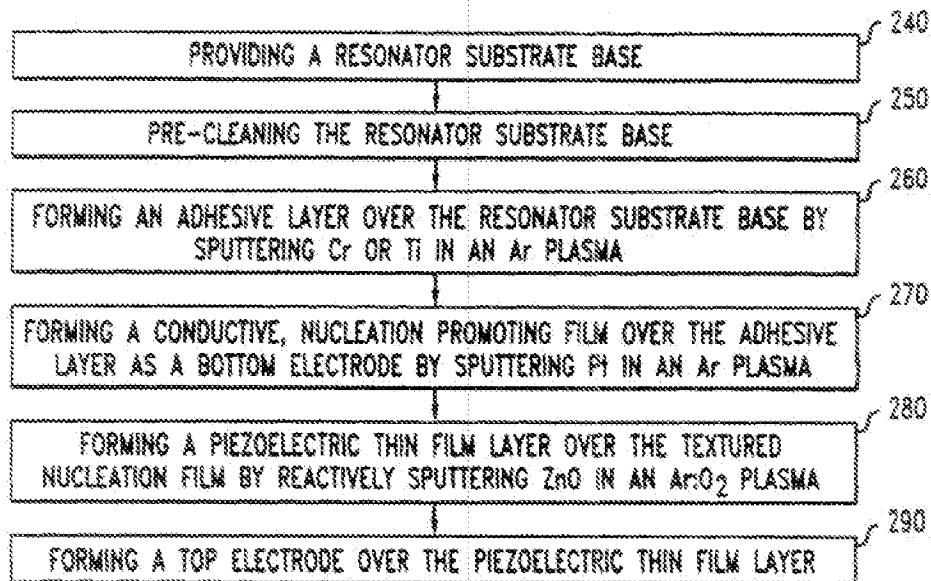 240
PROVIDING A RESONATOR SUBSTRATE BASE
250
PRE-CLEANING THE RESONATOR SUBSTRATE BASE
260
FORMING AN ADHESIVE LAYER OVER THE RESONATOR SUBSTRATE BASE BY
SPUTTERING Cr OR Ti IN AN Ar PLASMA
270
FORMING A CONDUCTIVE, NUCLEATION PROMOTING FILM OVER THE ADHESIVE
LAYER AS A BOTTOM ELECTRODE BY SPUTTERING Pt IN AN Ar PLASMA
280
FORMING A PIEZOELECTRIC THIN FILM LAYER OVER THE TEXTURED
NUCLEATION FILM BY REACTIVELY SPUTTERING ZnO IN AN Ar:O₂ PLASMA
290
FORMING A TOP ELECTRODE OVER THE PIEZOELECTRIC THIN FILM LAYER